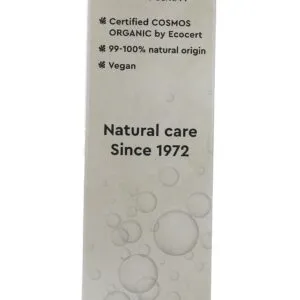 Certified COSMOS
ORGANIC by Ecocert
99-100% natural origin
Vegan
Natural care
Since 1972